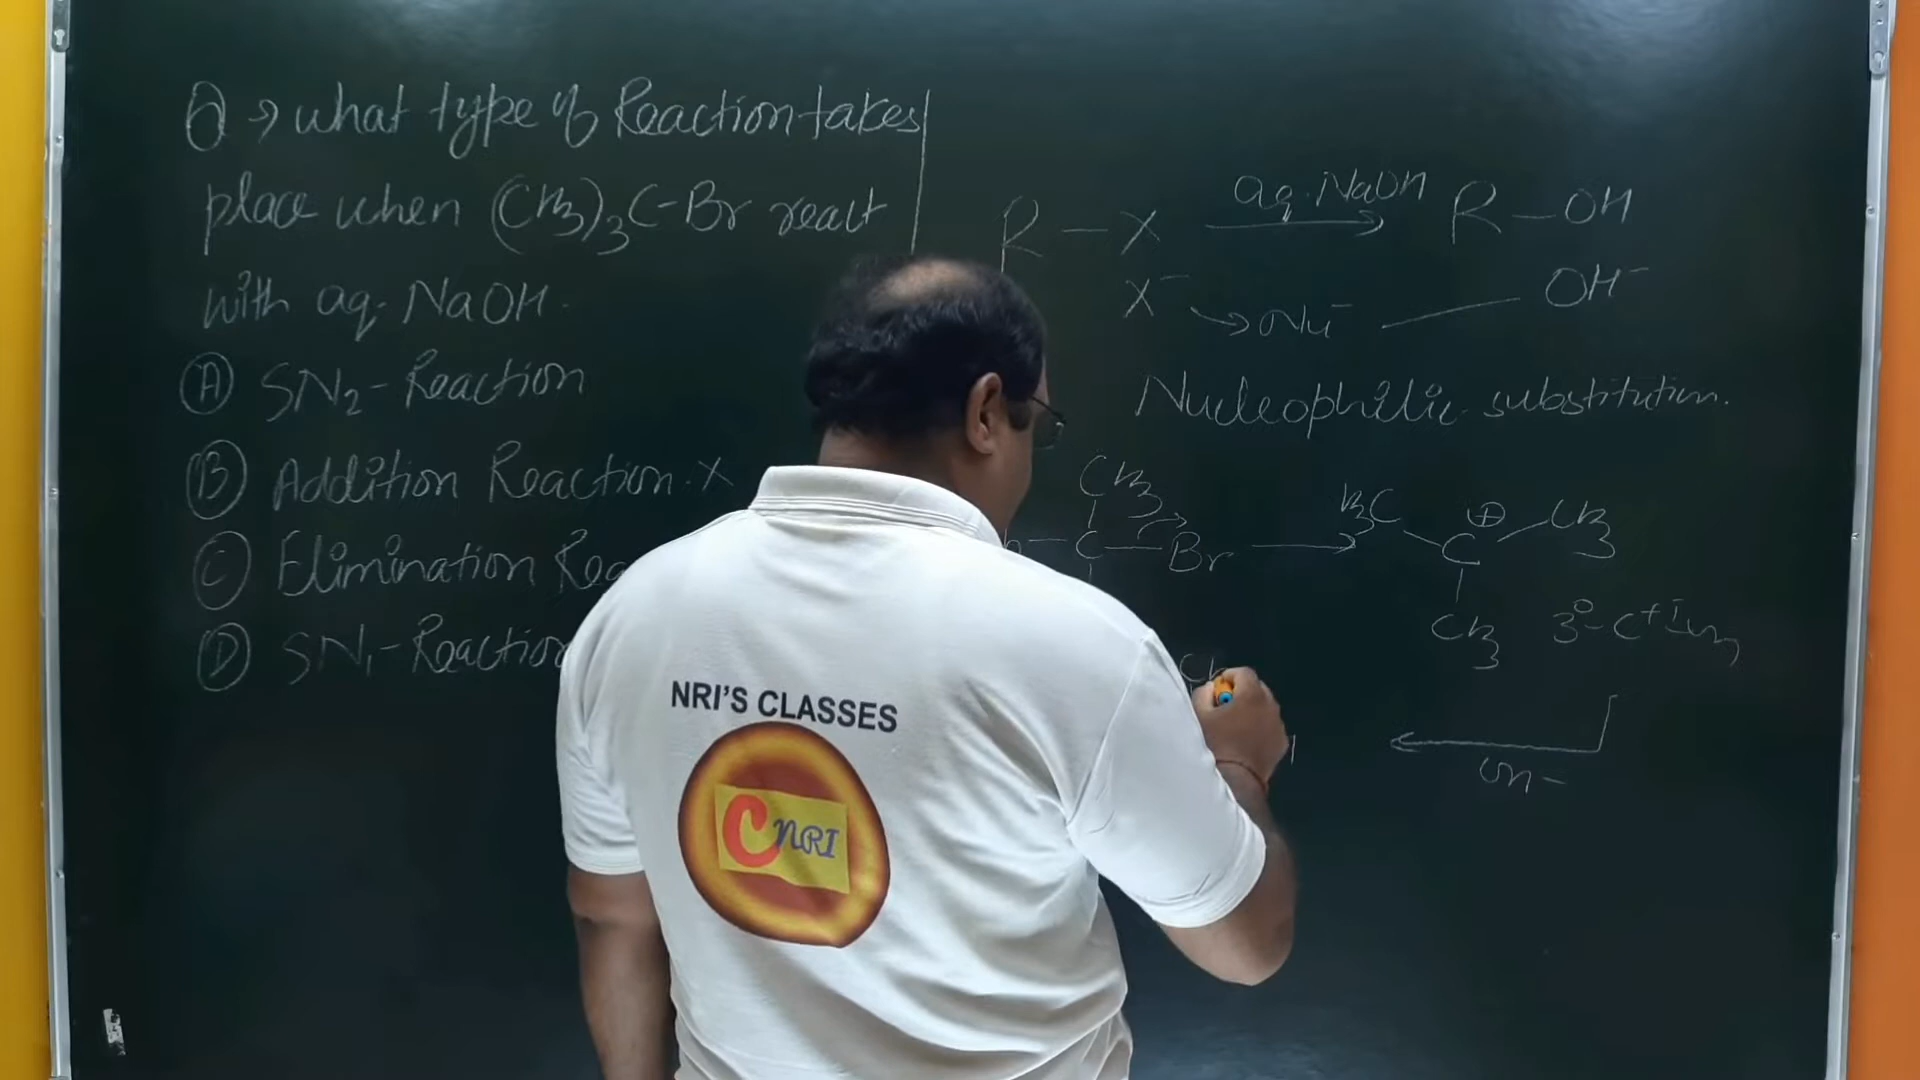 Q → what type of Reaction takes
place when (CH3)3C-Br react
with aq. NaOH.
(A) SN2 - Reaction
(B) Addition Reaction. X
(C) Elimination
(D) SN1 - Reaction
R — X aq. NaOH → R — OH
X⁻ → Nu⁻ — OH⁻
Nucleophilic substitution.
CH3
C — Br → H3C C ⊕ CH3
CH3 3° - C⁺
OH⁻
NRI'S CLASSES
C NRI